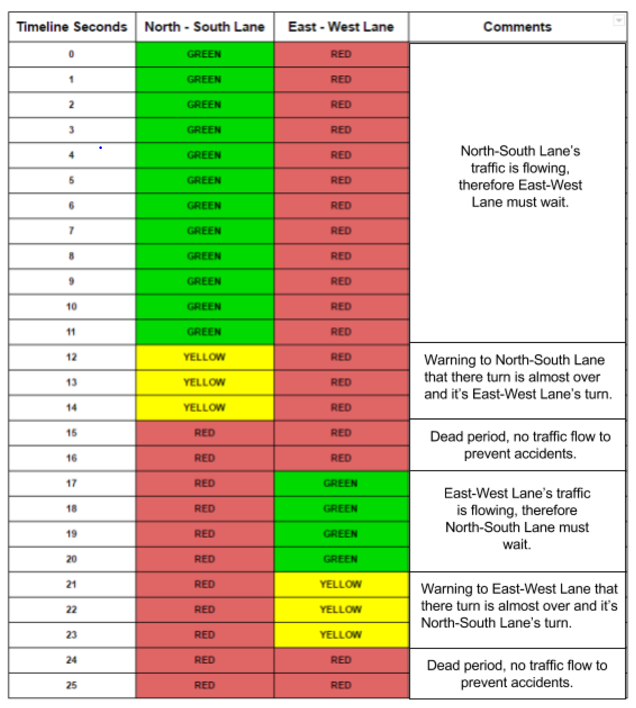 Timeline Seconds North - South Lane East - West Lane Comments
0 GREEN RED
1 GREEN RED
2 GREEN RED
3 GREEN RED
4 GREEN RED
5 GREEN RED
6 GREEN RED
7 GREEN RED
8 GREEN RED
9 GREEN RED
10 GREEN RED
11 GREEN RED
North-South Lane's
traffic is flowing,
therefore East-West
Lane must wait.
12 YELLOW RED
13 YELLOW RED
14 YELLOW RED
Warning to North-South Lane
that there turn is almost over
and it's East-West Lane's turn.
15 RED RED
16 RED RED
Dead period, no traffic flow to
prevent accidents.
17 RED GREEN
18 RED GREEN
19 RED GREEN
20 RED GREEN
East-West Lane's traffic
is flowing, therefore
North-South Lane must
wait.
21 RED YELLOW
22 RED YELLOW
23 RED YELLOW
Warning to East-West Lane that
there turn is almost over and it's
North-South Lane's turn.
24 RED RED
25 RED RED
Dead period, no traffic flow to
prevent accidents.